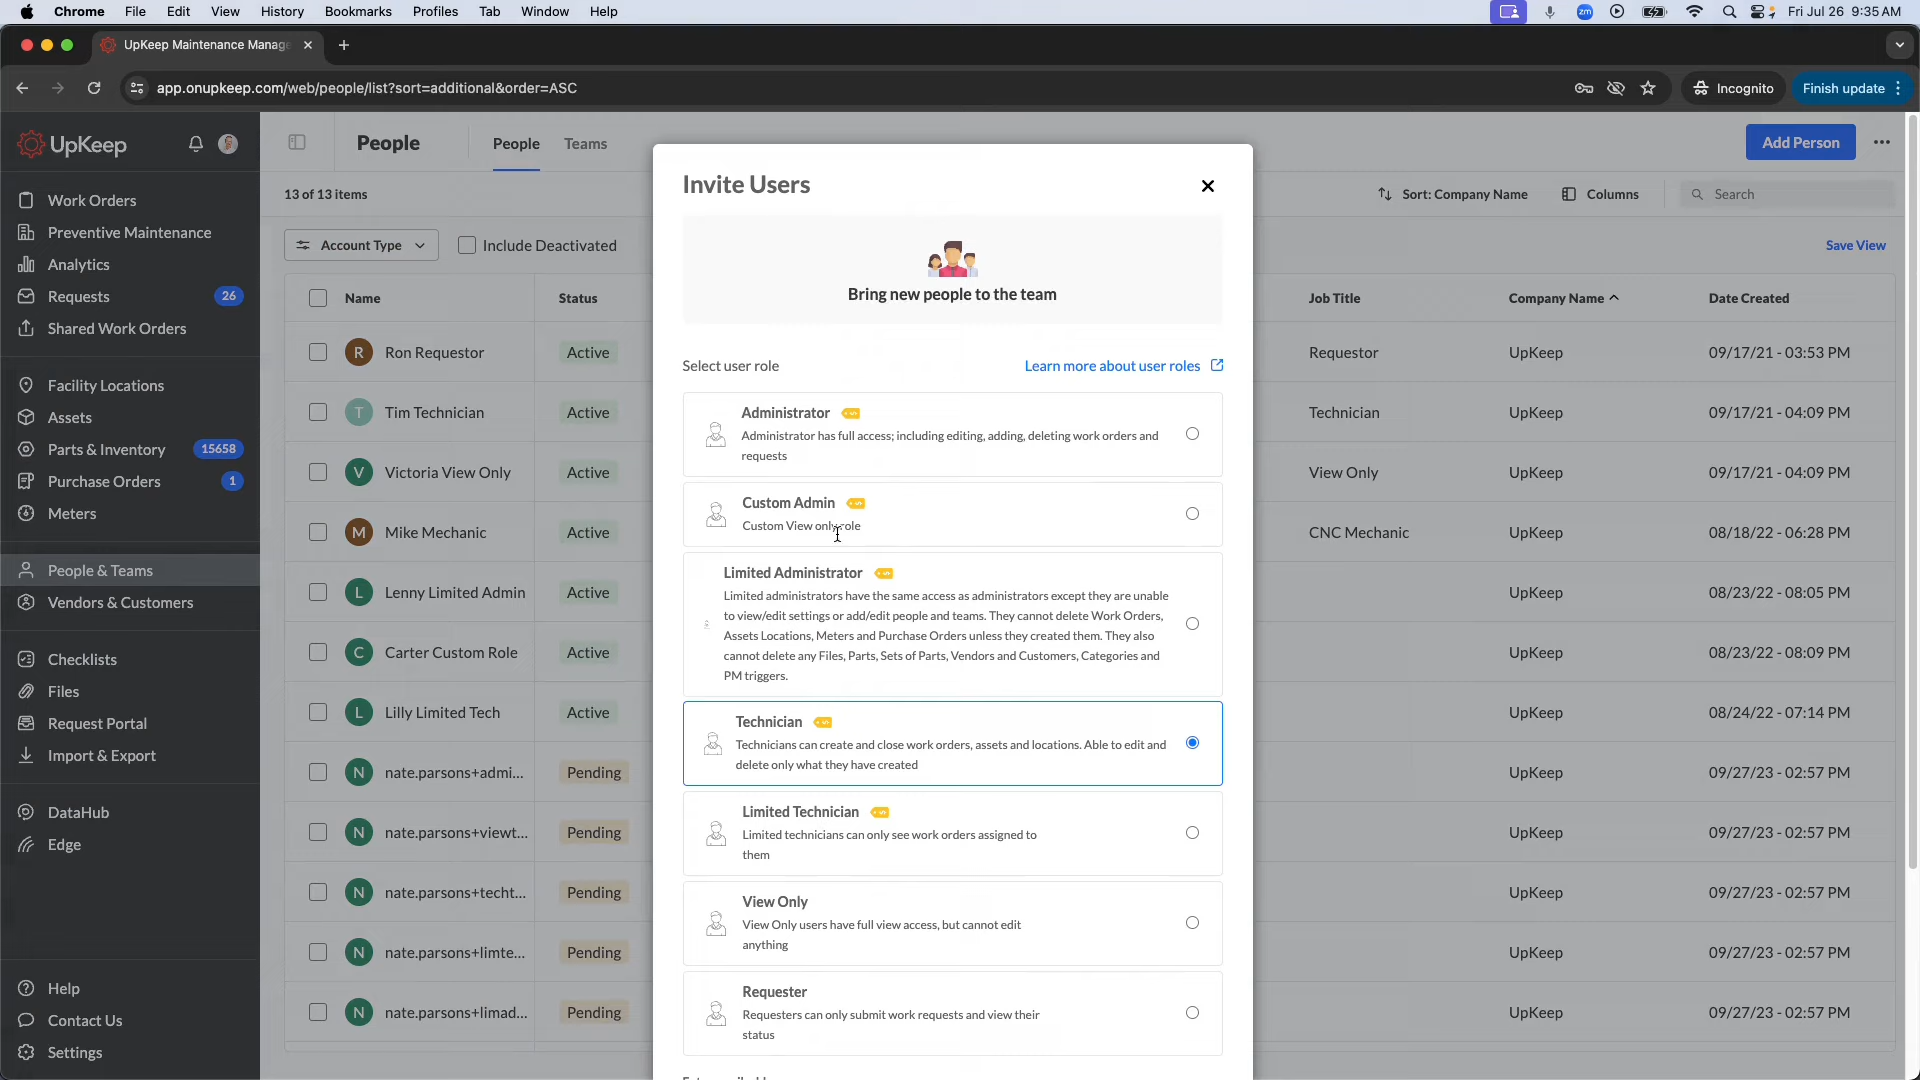 Chrome File Edit View History Bookmarks Profiles Tab Window Help
zm
Fri Jul 26 9:35 AM
UpKeep Maintenance Manage
app.onupkeep.com/web/people/list?sort=additional&order=ASC
Incognito
Finish update
UpKeep
Work Orders
Preventive Maintenance
Analytics
Requests 26
Shared Work Orders
Facility Locations
Assets
Parts & Inventory 15658
Purchase Orders 1
Meters
People & Teams
Vendors & Customers
Checklists
Files
Request Portal
Import & Export
DataHub
Edge
Help
Contact Us
Settings
People
People Teams
Add Person
13 of 13 items
Sort: Company Name
Columns
Search
Account Type
Include Deactivated
Save View
Name Status Job Title Company Name Date Created
R Ron Requestor Active Requestor UpKeep 09/17/21 - 03:53 PM
T Tim Technician Active Technician UpKeep 09/17/21 - 04:09 PM
V Victoria View Only Active View Only UpKeep 09/17/21 - 04:09 PM
M Mike Mechanic Active CNC Mechanic UpKeep 08/18/22 - 06:28 PM
L Lenny Limited Admin Active UpKeep 08/23/22 - 08:05 PM
C Carter Custom Role Active UpKeep 08/23/22 - 08:09 PM
L Lilly Limited Tech Active UpKeep 08/24/22 - 07:14 PM
N nate.parsons+admi... Pending UpKeep 09/27/23 - 02:57 PM
N nate.parsons+viewt... Pending UpKeep 09/27/23 - 02:57 PM
N nate.parsons+techt... Pending UpKeep 09/27/23 - 02:57 PM
N nate.parsons+limte... Pending UpKeep 09/27/23 - 02:57 PM
N nate.parsons+limad... Pending UpKeep 09/27/23 - 02:57 PM
Invite Users
Bring new people to the team
Select user role
Learn more about user roles
Administrator
Administrator has full access; including editing, adding, deleting work orders and
requests
Custom Admin
Custom View only role
Limited Administrator
Limited administrators have the same access as administrators except they are unable
to view/edit settings or add/edit people and teams. They cannot delete Work Orders,
Assets Locations, Meters and Purchase Orders unless they created them. They also
cannot delete any Files, Parts, Sets of Parts, Vendors and Customers, Categories and
PM triggers.
Technician
Technicians can create and close work orders, assets and locations. Able to edit and
delete only what they have created
Limited Technician
Limited technicians can only see work orders assigned to
them
View Only
View Only users have full view access, but cannot edit
anything
Requester
Requesters can only submit work requests and view their
status